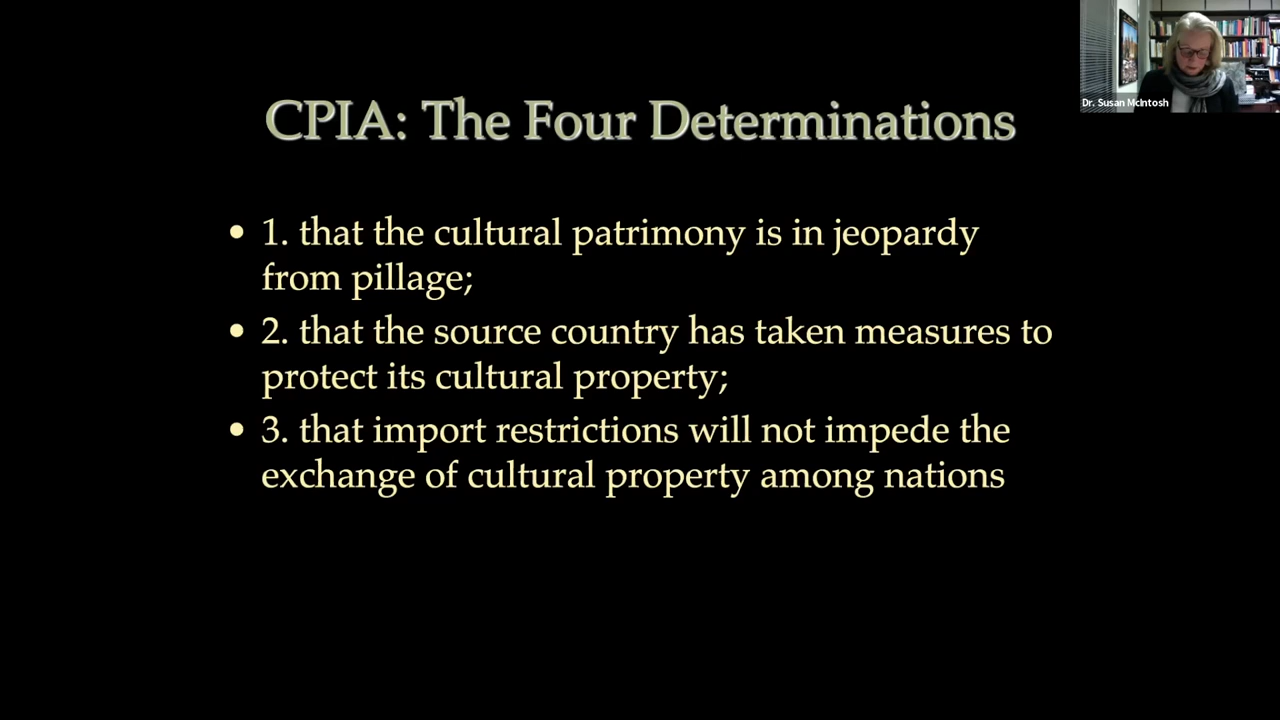 CPIA: The Four Determinations
Dr. Susan McIntosh
• 1. that the cultural patrimony is in jeopardy
from pillage;
• 2. that the source country has taken measures to
protect its cultural property;
• 3. that import restrictions will not impede the
exchange of cultural property among nations